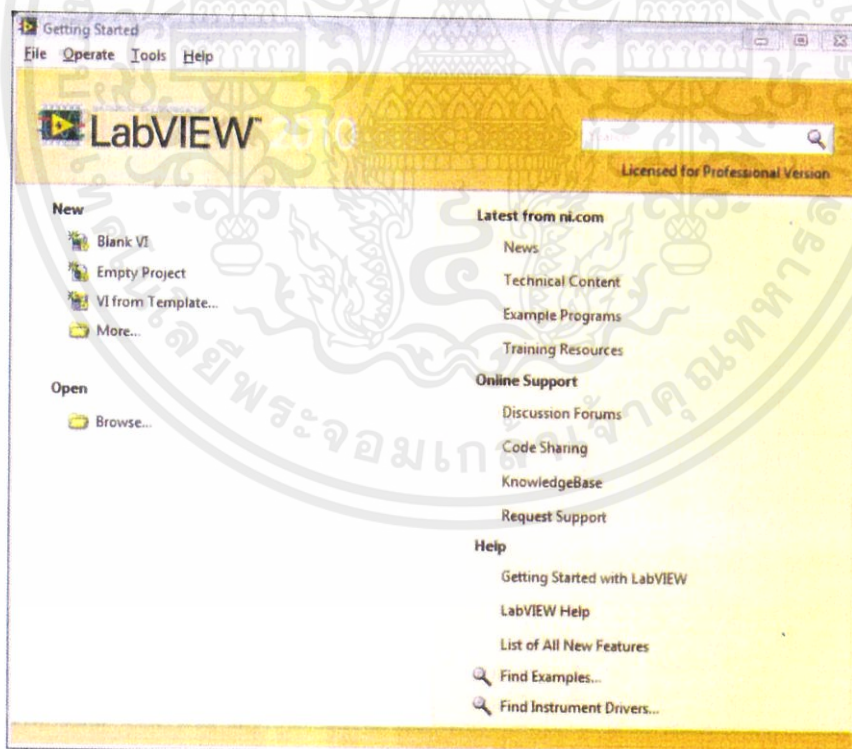 Getting Started
File Operate Tools Help
LabVIEW™ 2010
Licensed for Professional Version
New
Blank VI
Empty Project
VI from Template...
More...
Open
Browse...
Latest from ni.com
News
Technical Content
Example Programs
Training Resources
Online Support
Discussion Forums
Code Sharing
KnowledgeBase
Request Support
Help
Getting Started with LabVIEW
LabVIEW Help
List of All New Features
Find Examples...
Find Instrument Drivers...